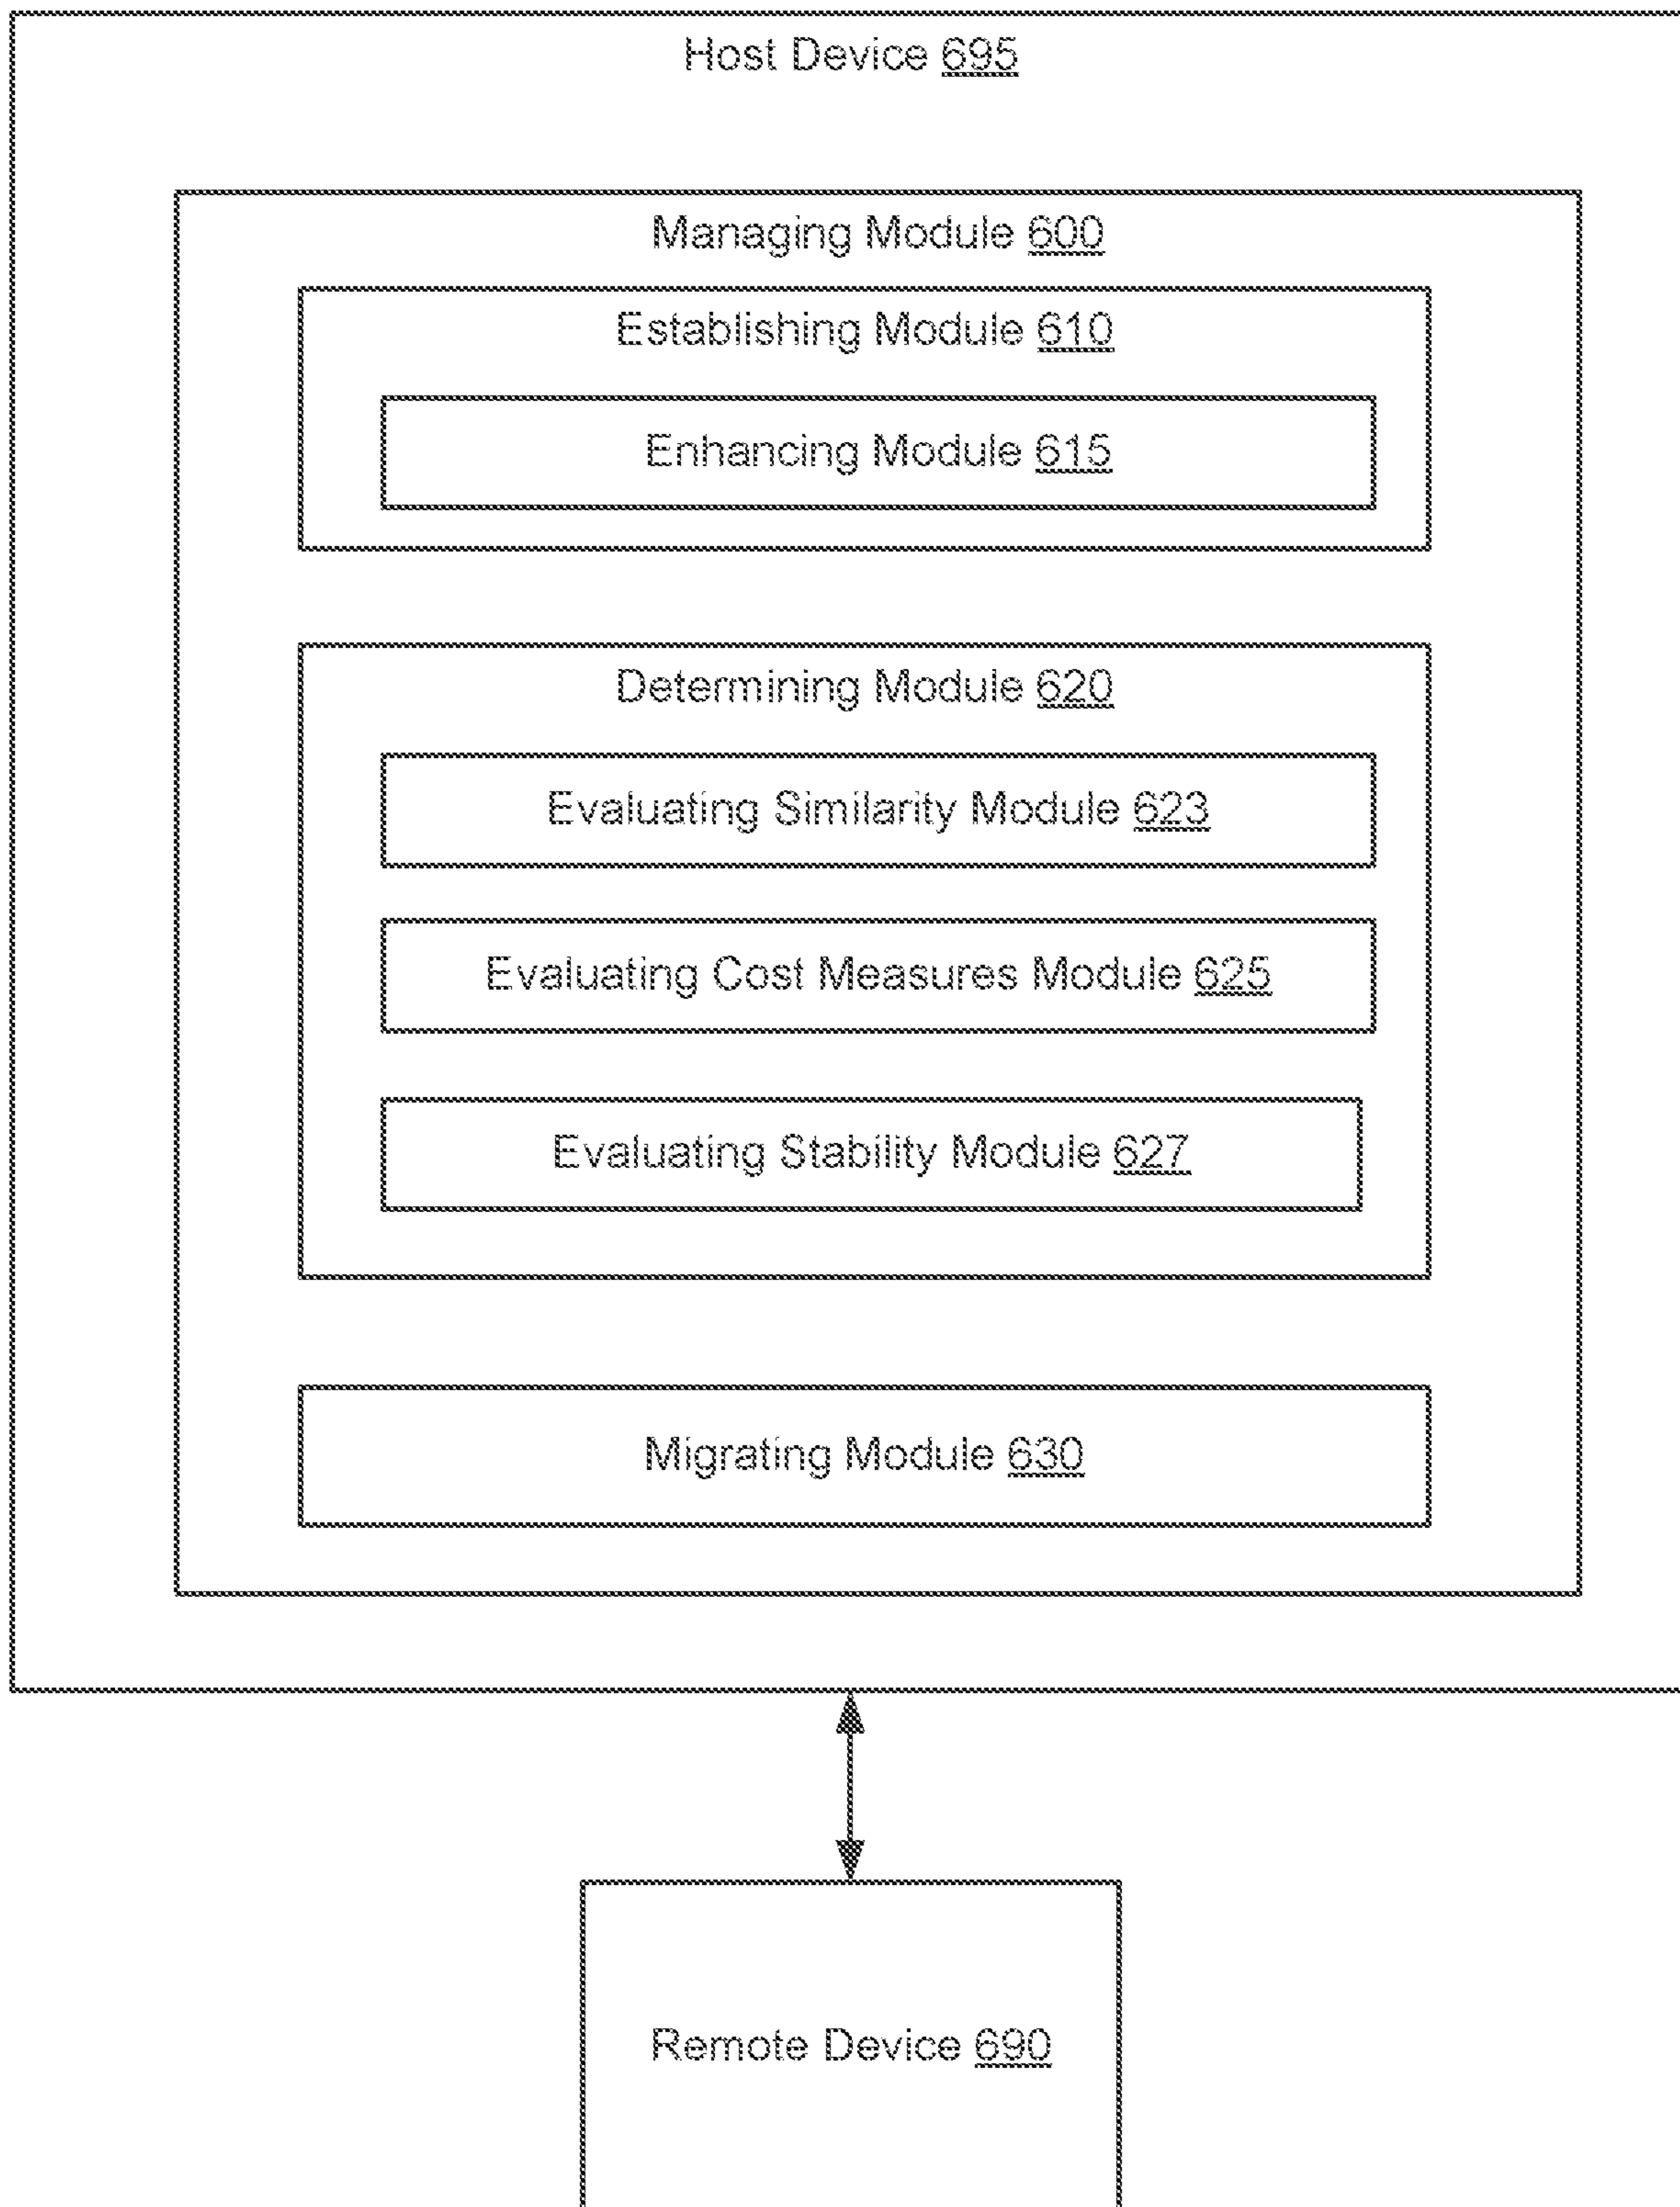 Host Device 695
Managing Module 600
Establishing Module 610
Enhancing Module 615
Determining Module 620
Evaluating Similarity Module 623
Evaluating Cost Measures Module 625
Evaluating Stability Module 627
Migrating Module 630
Remote Device 690